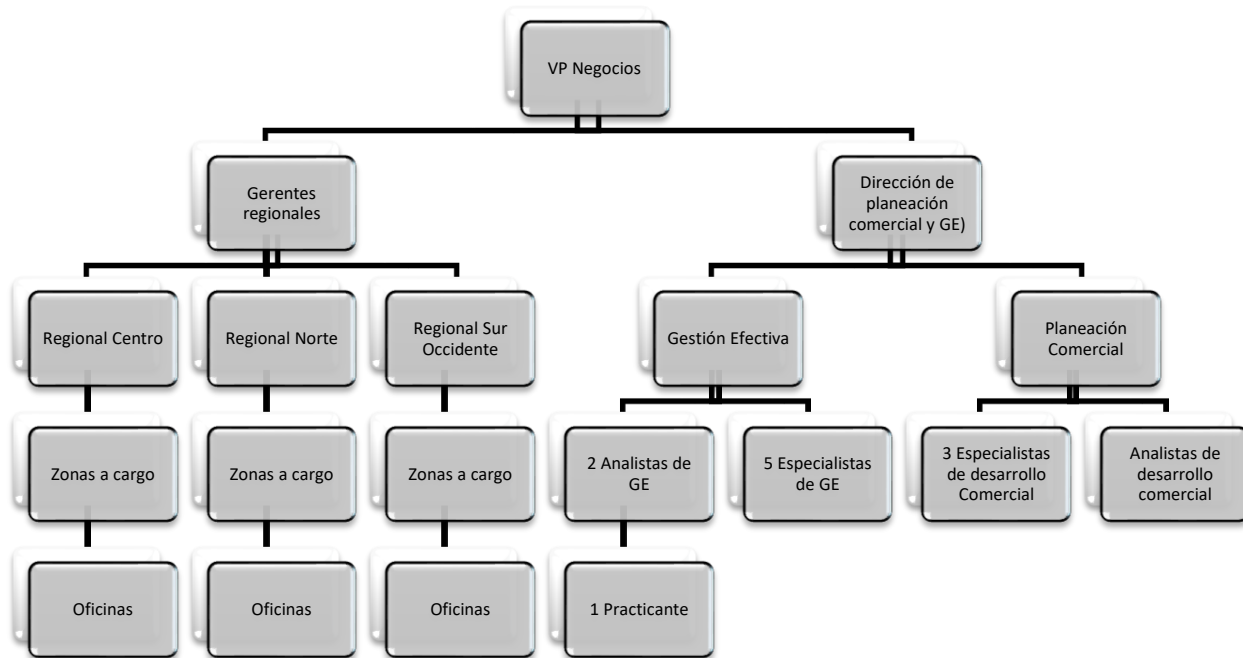 VP Negocios
Gerentes
regionales
Dirección de
planeación
comercial y GE)
Regional Centro
Regional Norte
Regional Sur
Occidente
Gestión Efectiva
Planeación
Comercial
Zonas a cargo
Zonas a cargo
Zonas a cargo
2 Analistas de
GE
5 Especialistas
de GE
3 Especialistas
de desarrollo
Comercial
Analistas de
desarrollo
comercial
Oficinas
Oficinas
Oficinas
1 Practicante